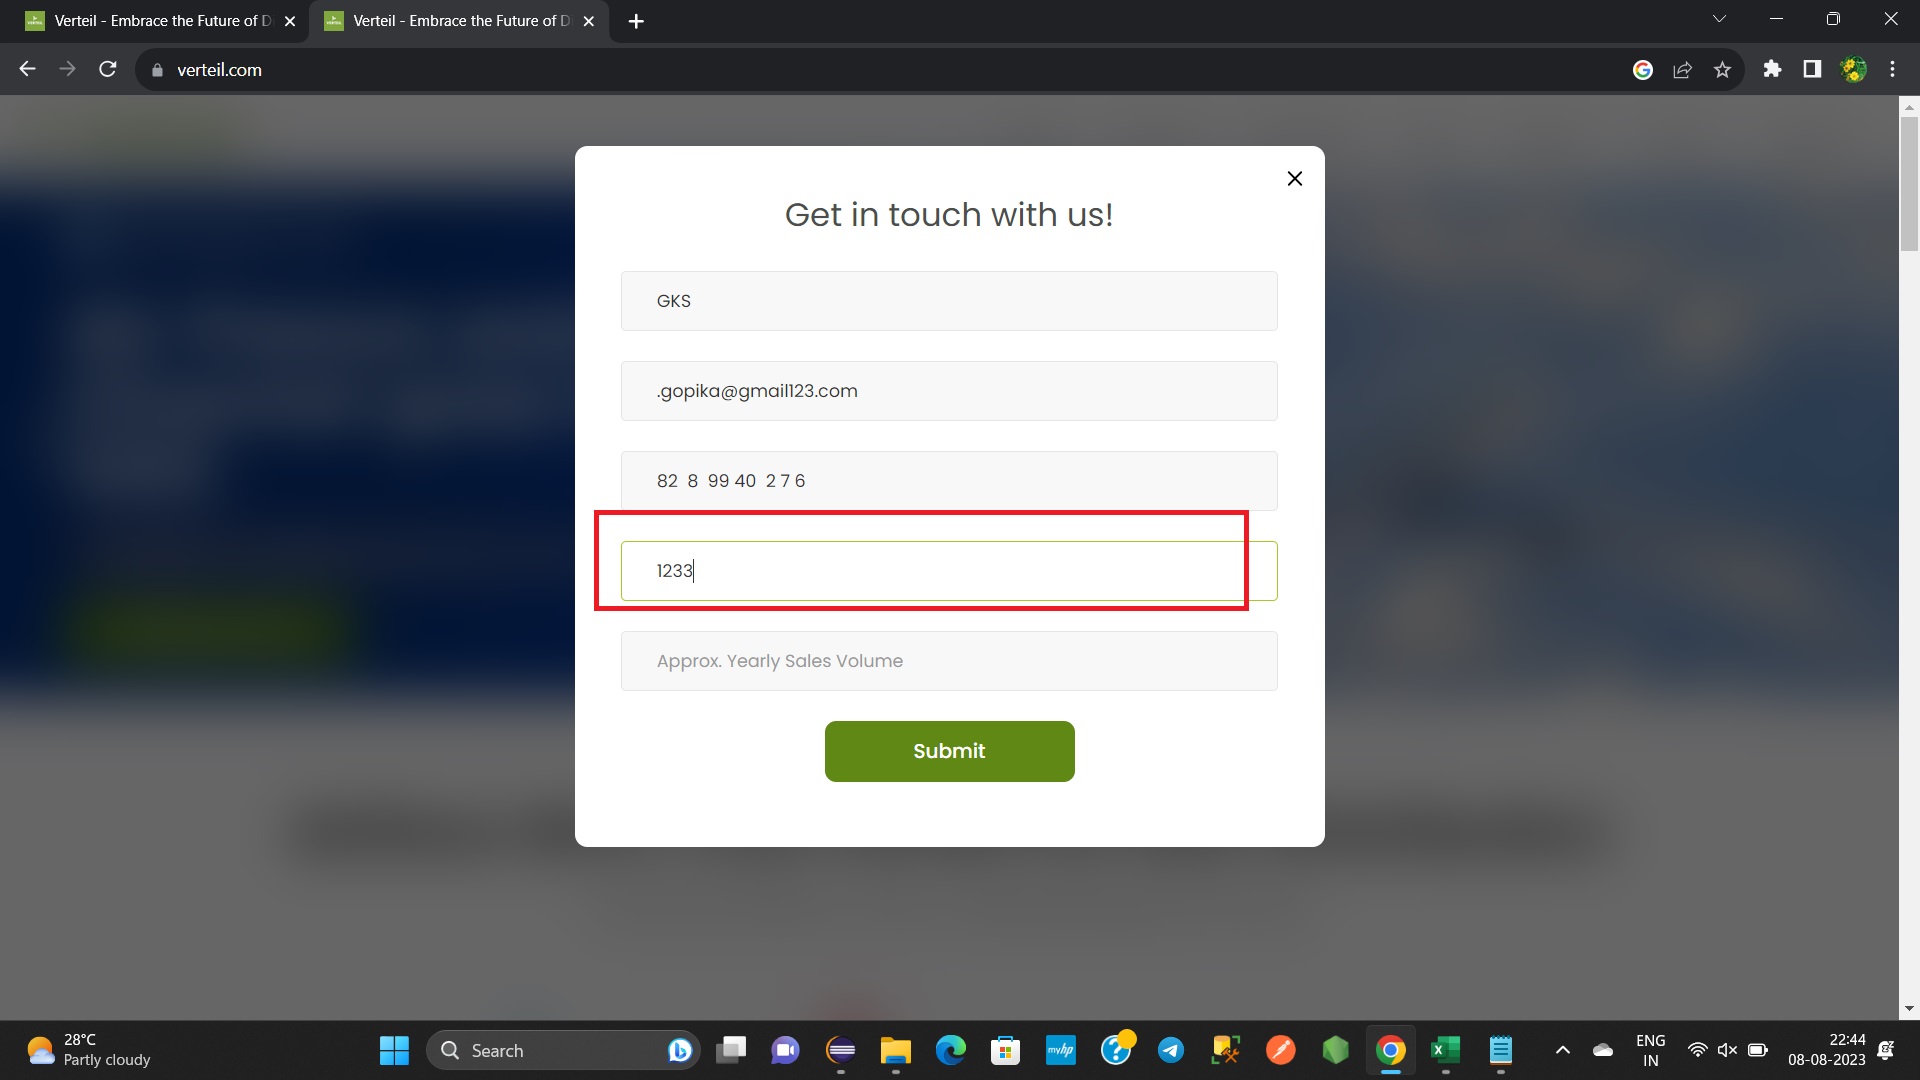 Verteil - Embrace the Future of D
Verteil - Embrace the Future of D
verteil.com
Get in touch with us!
GKS
.gopika@gmail123.com
82  8  99 40  2 7 6
1233
Approx. Yearly Sales Volume
Submit
28°C
Partly cloudy
Search
myhp
ENG
IN
22:44
08-08-2023